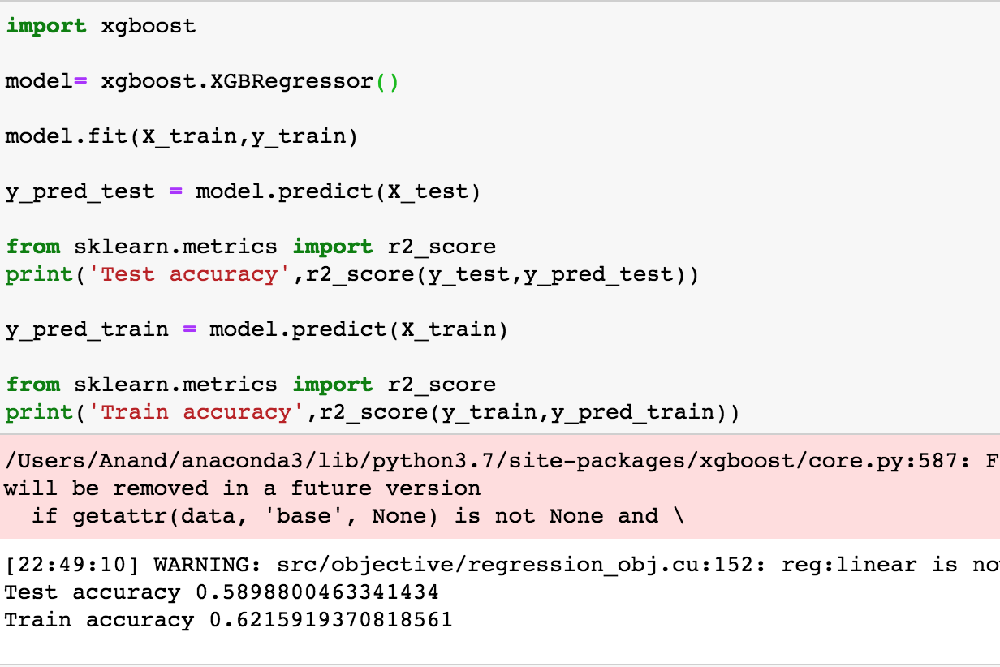 import xgboost
model= xgboost.XGBRegressor()
model.fit(X_train,y_train)
y_pred_test = model.predict(X_test)
from sklearn.metrics import r2_score
print('Test accuracy',r2_score(y_test,y_pred_test))
y_pred_train = model.predict(X_train)
from sklearn.metrics import r2_score
print('Train accuracy',r2_score(y_train,y_pred_train))
/Users/Anand/anaconda3/lib/python3.7/site-packages/xgboost/core.py:587: F
will be removed in a future version
  if getattr(data, 'base', None) is not None and \
[22:49:10] WARNING: src/objective/regression_obj.cu:152: reg:linear is no
Test accuracy 0.5898800463341434
Train accuracy 0.6215919370818561